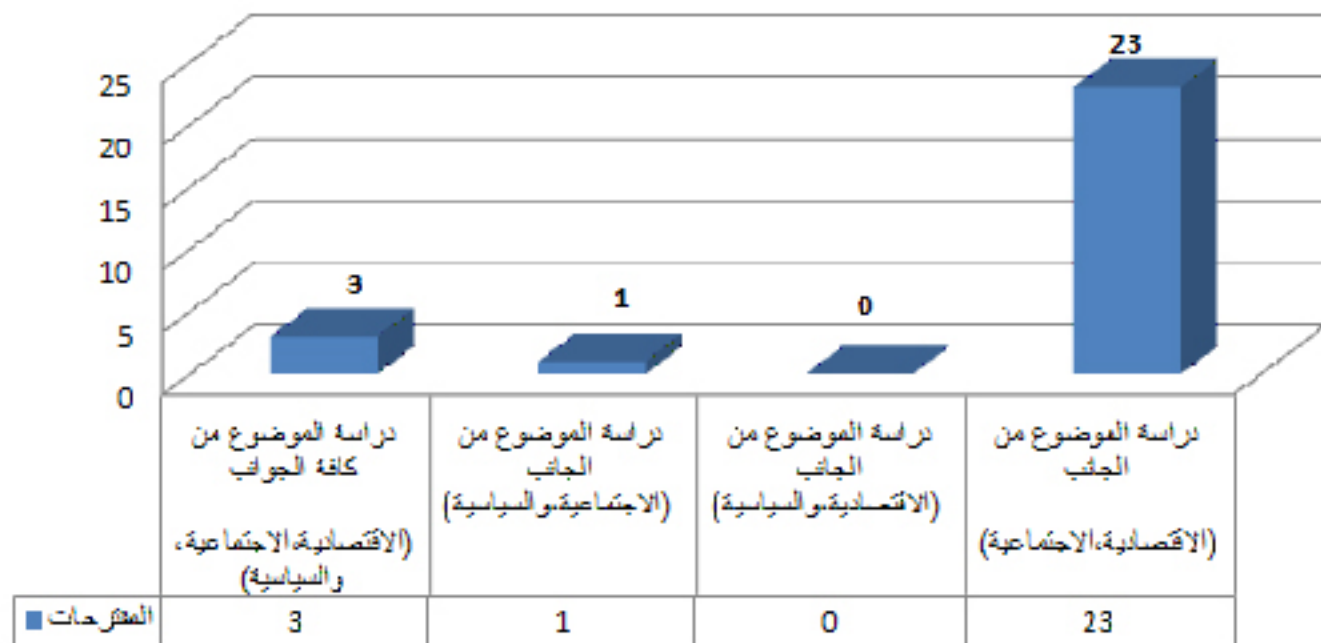 25
20
15
10
5
0
3
1
0
23
دراسة الموضوع من
كافة الجوانب
(الاقتصادية،الاجتماعية،
والسياسية)
دراسة الموضوع من
الجانب
(الاجتماعية،والسياسية)
دراسة الموضوع من
الجانب
(الاقتصادية،والسياسية)
دراسة الموضوع من
الجانب
(الاقتصادية،الاجتماعية)
المقترحات 3 1 0 23